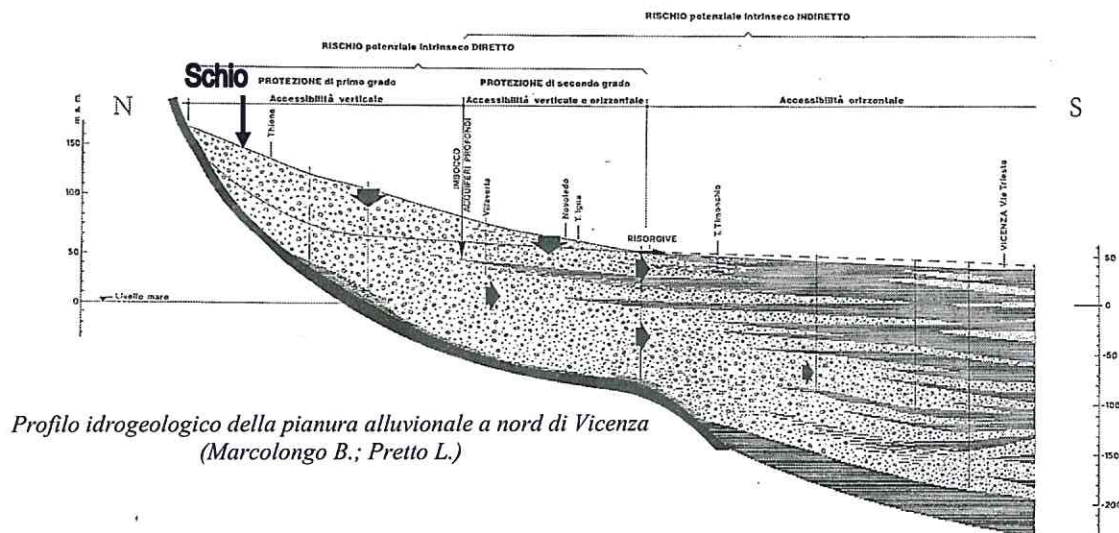 RISCHIO potenziale intrinseco INDIRETTO
RISCHIO potenziale intrinseco DIRETTO
Schio
PROTEZIONE di primo grado
PROTEZIONE di secondo grado
N
Accessibilità verticale
Accessibilità verticale e orizzontale
Accessibilità orizzontale
S
m s.m.
150
100
50
0
Livello mare
Thiene
IMBOCCO
ACQUIFERI PROFONDI
Villaverla
Novoledo
T. Igna
RISORGIVE
T. Timonchio
VICENZA V.le Trieste
50
0
-50
-100
-150
-200
Profilo idrogeologico della pianura alluvionale a nord di Vicenza
(Marcolongo B.; Pretto L.)